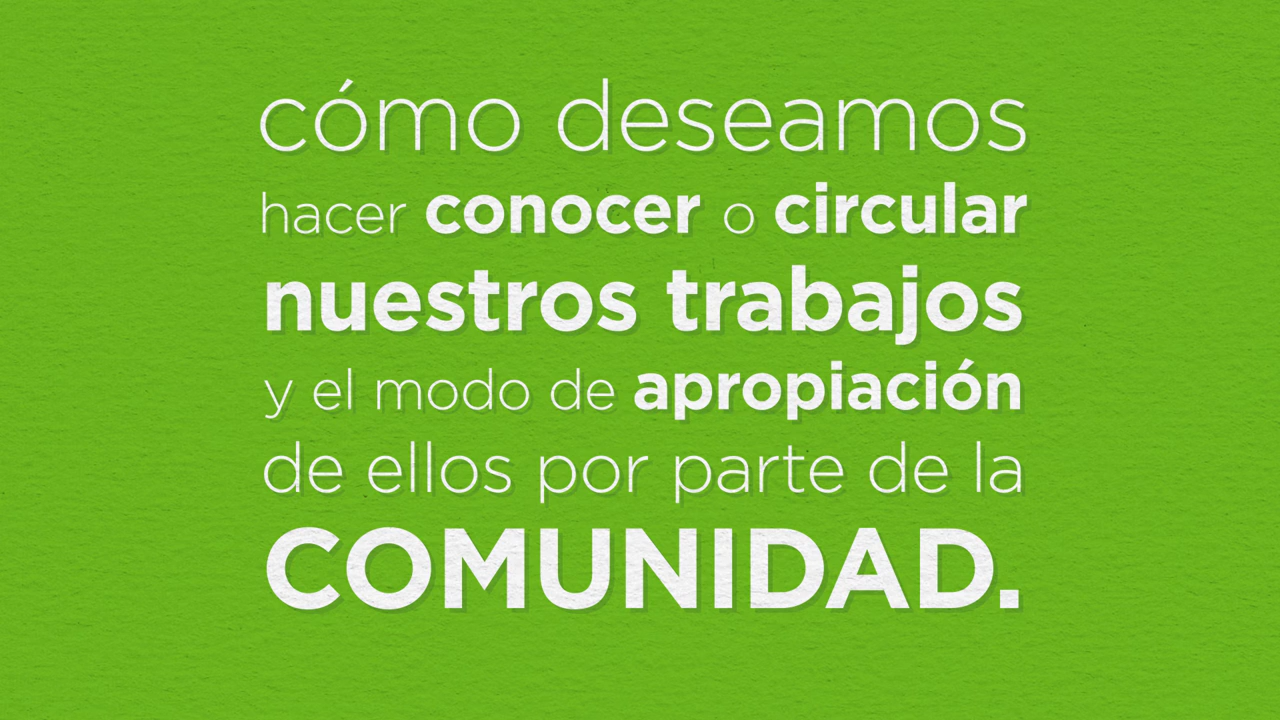 cómo deseamos
hacer conocer o circular
nuestros trabajos
y el modo de apropiación
de ellos por parte de la
COMUNIDAD.